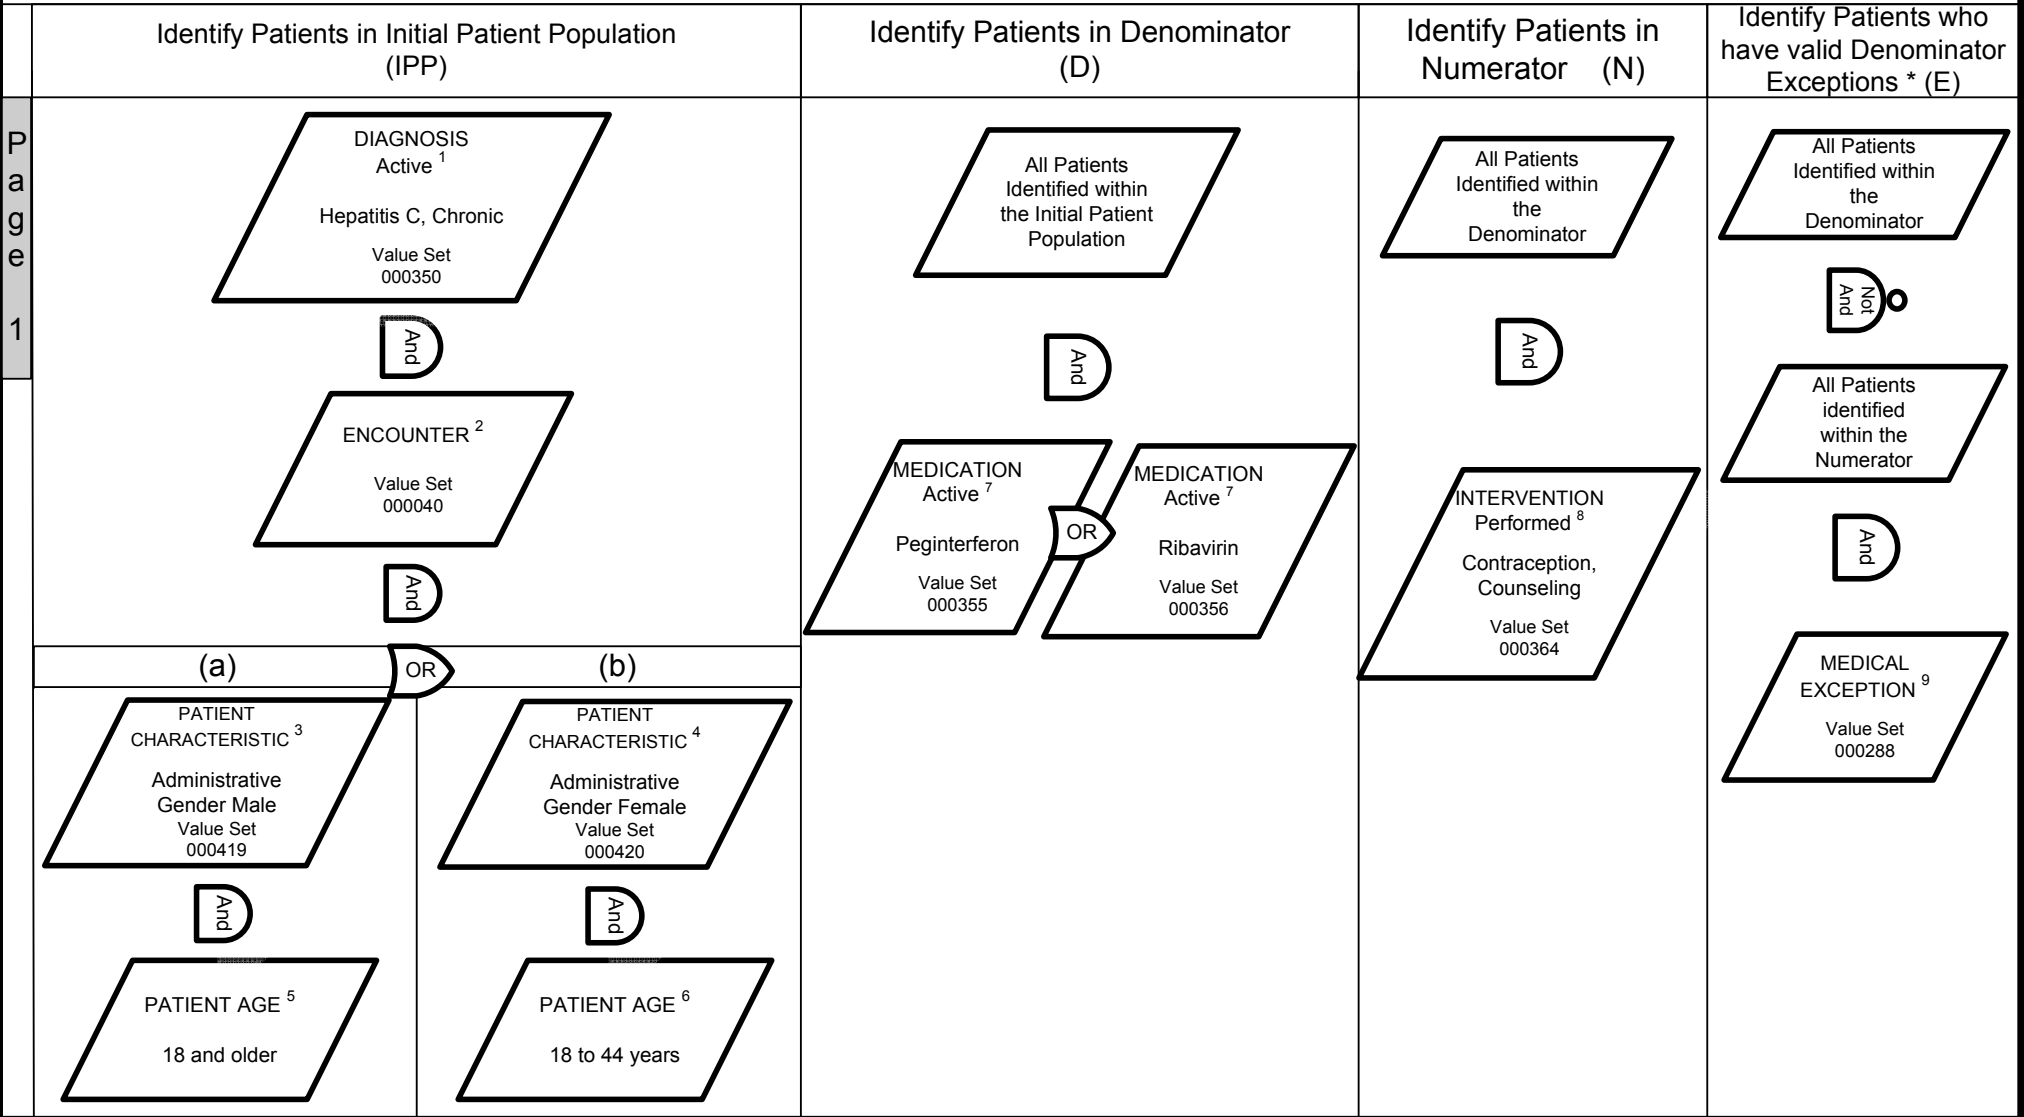 Identify Patients in Initial Patient Population
(IPP)
Identify Patients in Denominator
(D)
Identify Patients in
Numerator (N)
Identify Patients who
have valid Denominator
Exceptions * (E)
Page 1
DIAGNOSIS
Active 1
Hepatitis C, Chronic
Value Set
000350
And
ENCOUNTER 2
Value Set
000040
And
(a)
OR
(b)
PATIENT
CHARACTERISTIC 3
Administrative
Gender Male
Value Set
000419
And
PATIENT AGE 5
18 and older
PATIENT
CHARACTERISTIC 4
Administrative
Gender Female
Value Set
000420
And
PATIENT AGE 6
18 to 44 years
All Patients
Identified within
the Initial Patient
Population
And
MEDICATION
Active 7
Peginterferon
Value Set
000355
OR
MEDICATION
Active 7
Ribavirin
Value Set
000356
All Patients
Identified within
the
Denominator
And
INTERVENTION
Performed 8
Contraception,
Counseling
Value Set
000364
All Patients
Identified within
the
Denominator
Not
And
All Patients
identified
within the
Numerator
And
MEDICAL
EXCEPTION 9
Value Set
000288